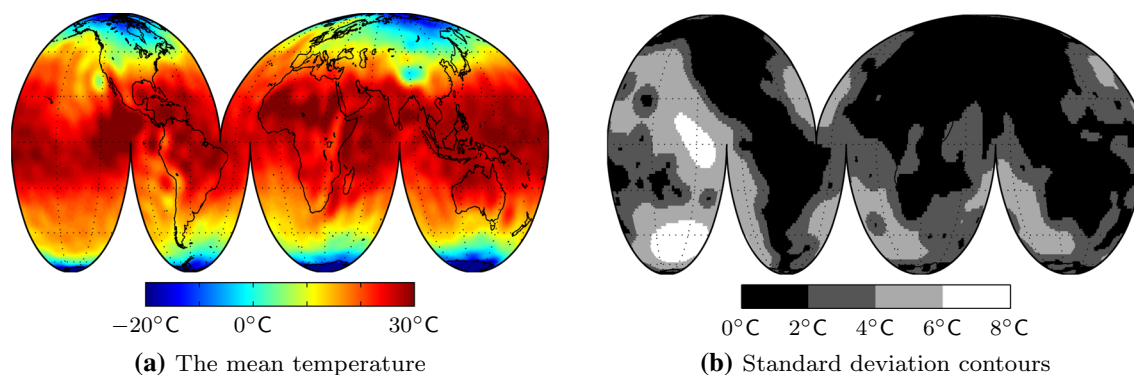 −20°C 0°C 30°C
(a) The mean temperature
0°C 2°C 4°C 6°C 8°C
(b) Standard deviation contours